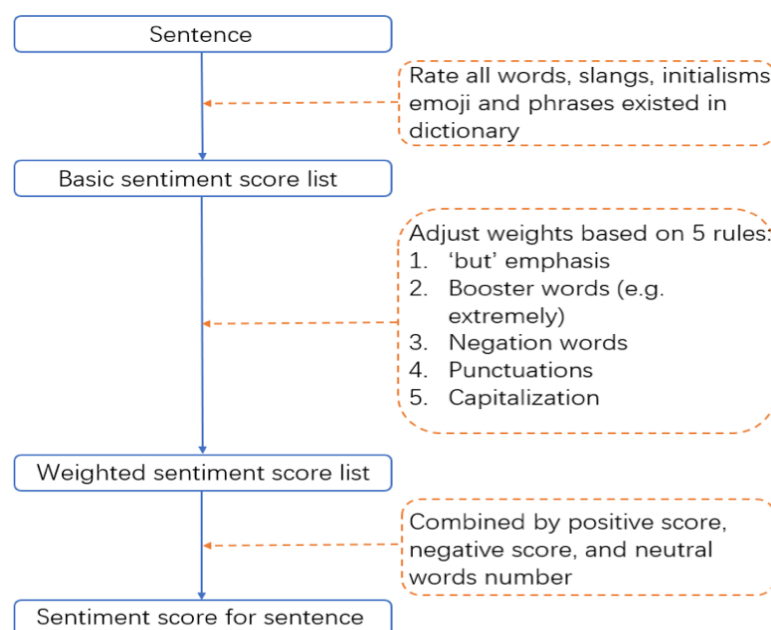 Sentence
Rate all words, slangs, initialisms
emoji and phrases existed in
dictionary
Basic sentiment score list
Adjust weights based on 5 rules:
1. ‘but’ emphasis
2. Booster words (e.g.
extremely)
3. Negation words
4. Punctuations
5. Capitalization
Weighted sentiment score list
Combined by positive score,
negative score, and neutral
words number
Sentiment score for sentence